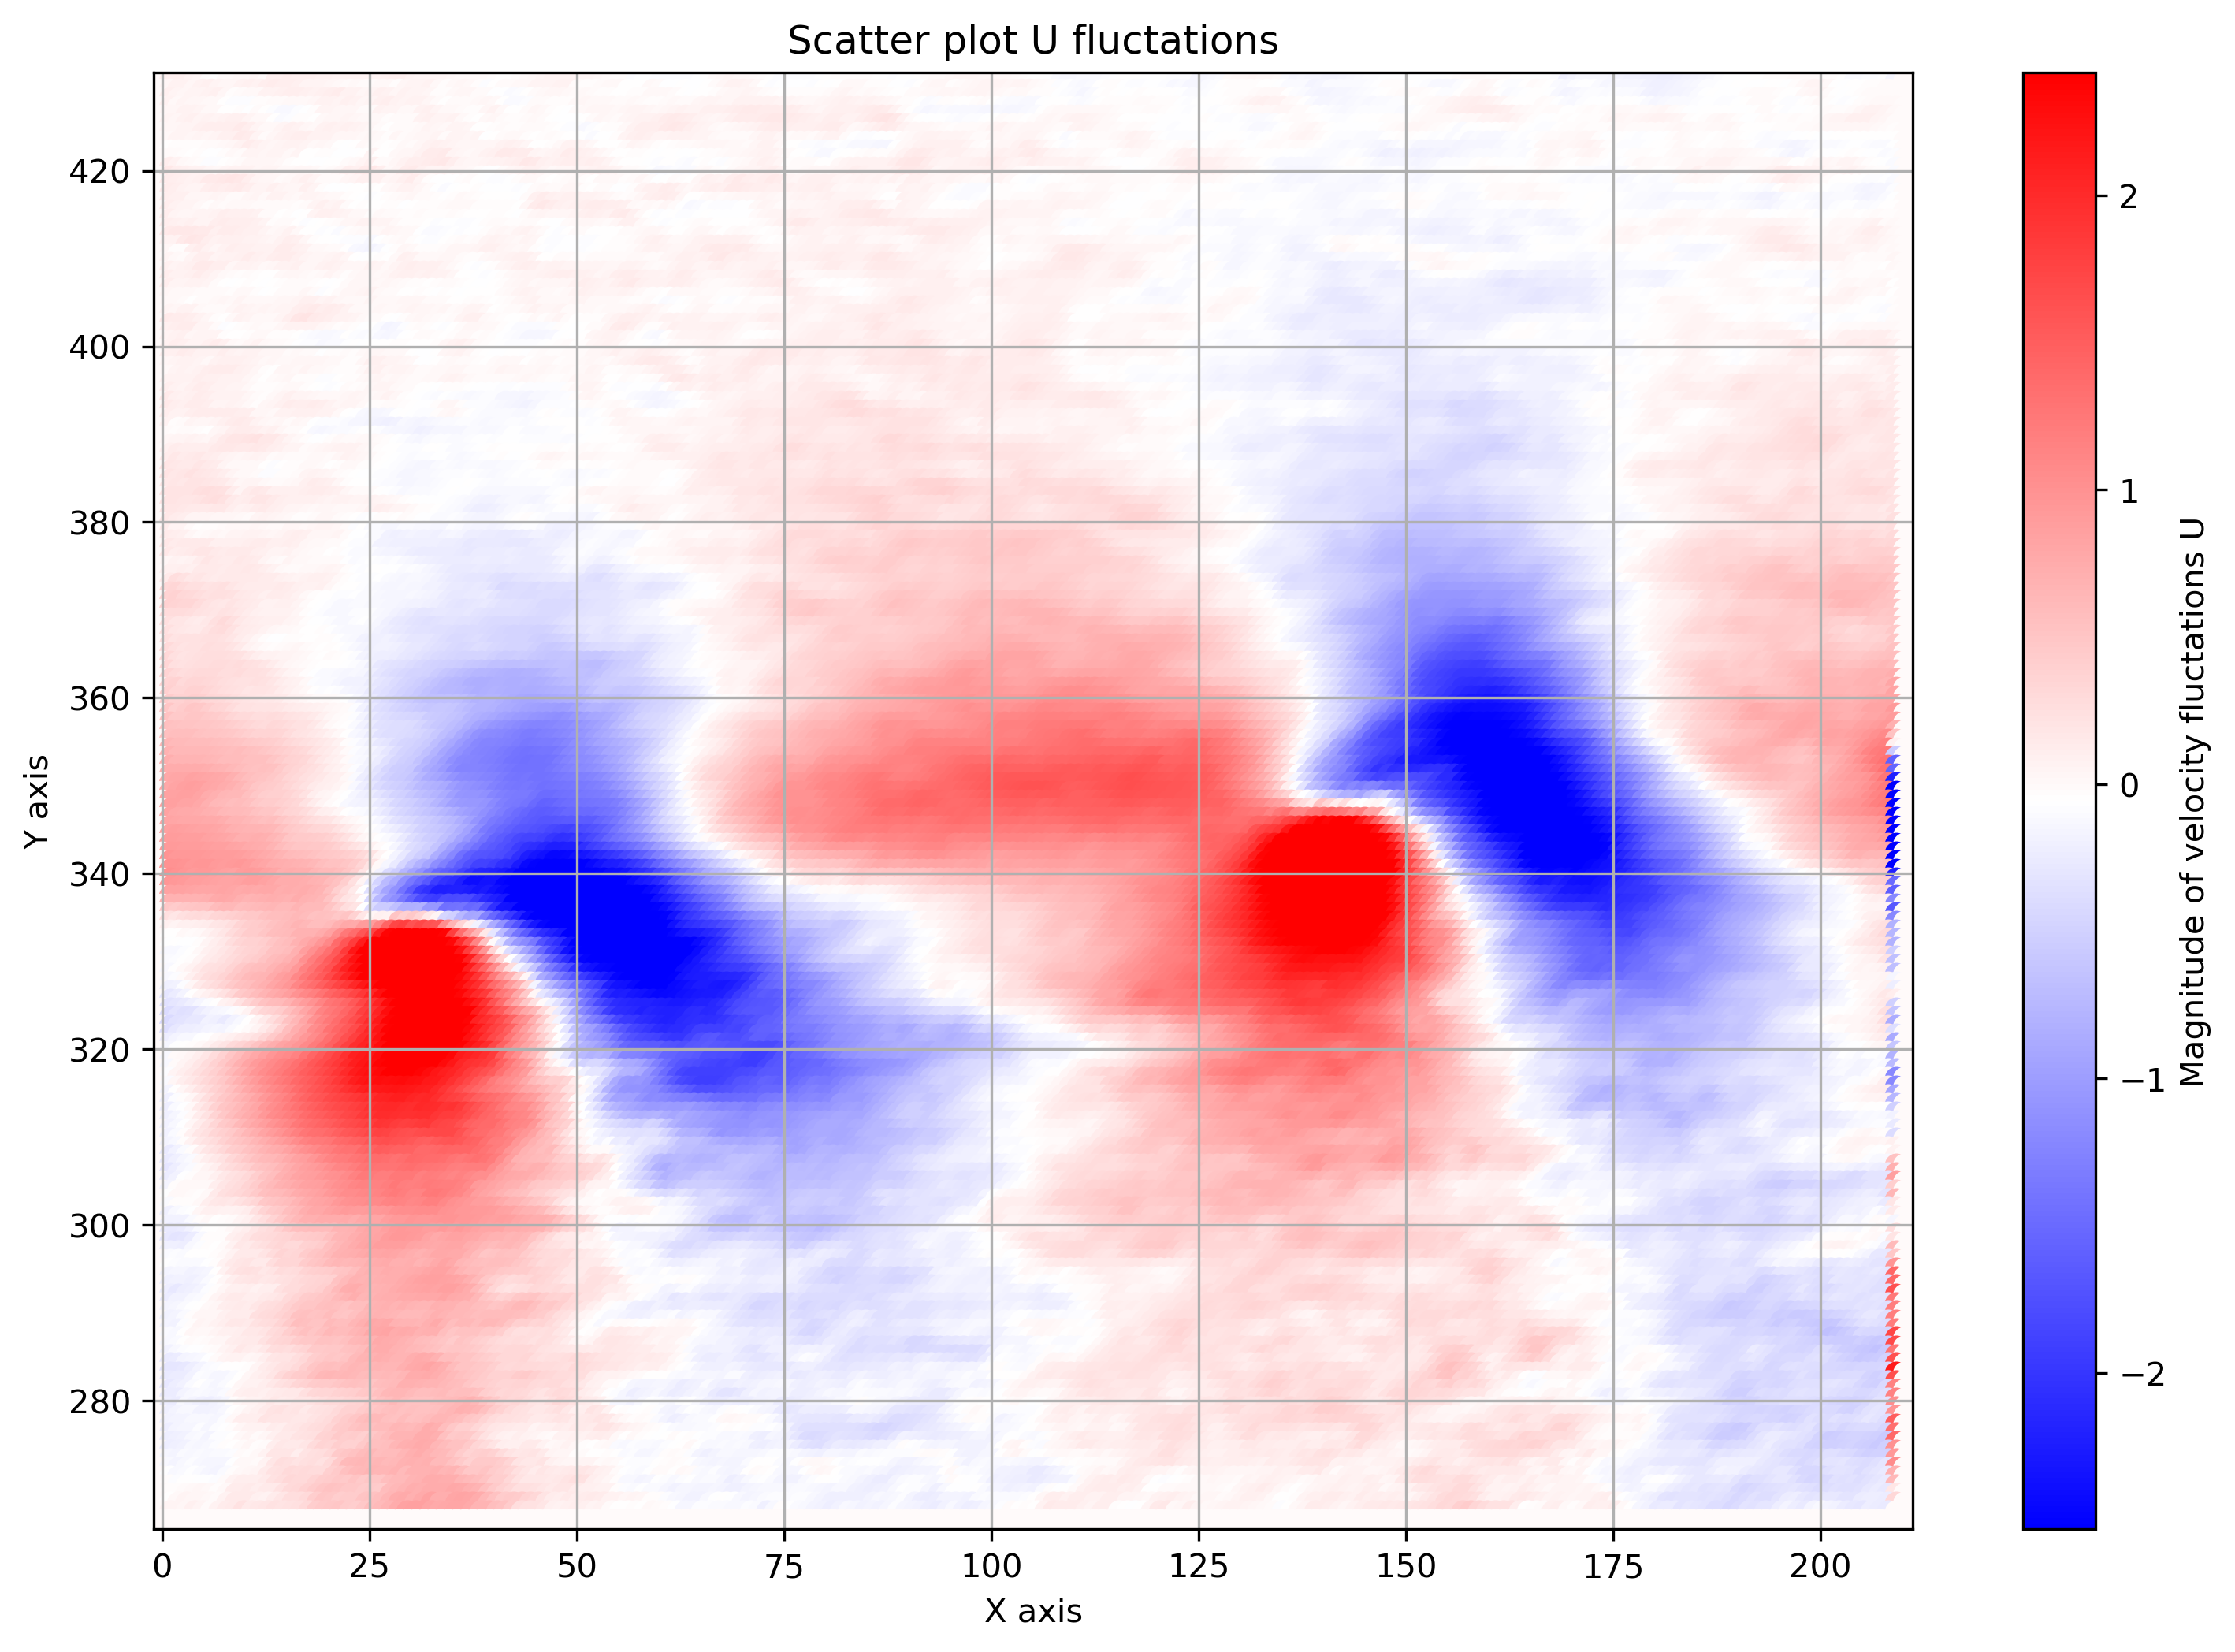 Scatter plot U fluctations
420
400
380
360
340
320
300
280
Y axis
0 25 50 75 100 125 150 175 200
X axis
2
1
0
−1
−2
Magnitude of velocity fluctations U